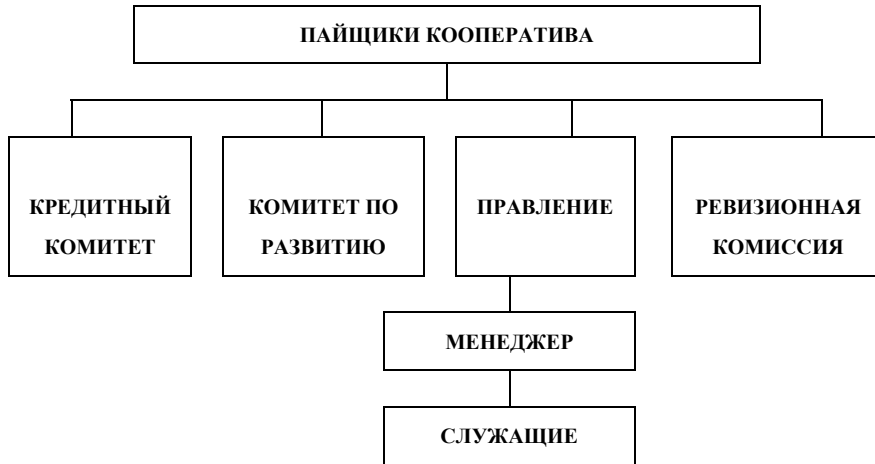 ПАЙЩИКИ КООПЕРАТИВА
КРЕДИТНЫЙ
КОМИТЕТ
КОМИТЕТ ПО
РАЗВИТИЮ
ПРАВЛЕНИЕ
РЕВИЗИОННАЯ
КОМИССИЯ
МЕНЕДЖЕР
СЛУЖАЩИЕ